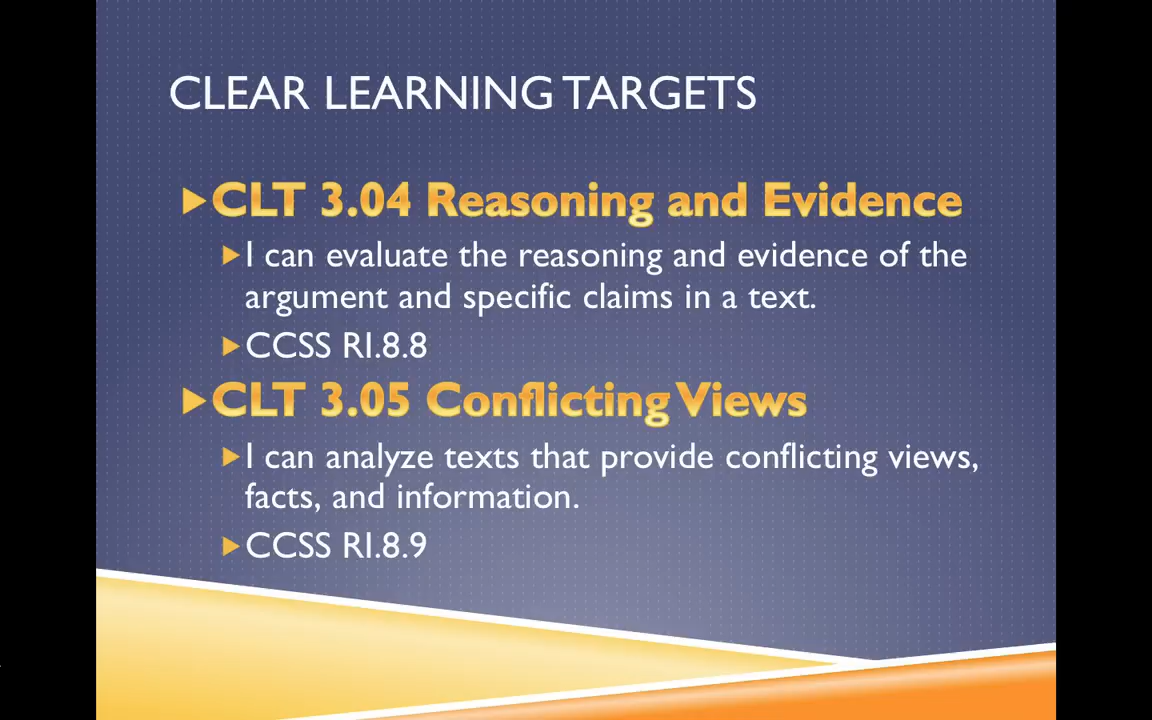 CLEAR LEARNING TARGETS
CLT 3.04 Reasoning and Evidence
I can evaluate the reasoning and evidence of the
argument and specific claims in a text.
CCSS RI.8.8
CLT 3.05 Conflicting Views
I can analyze texts that provide conflicting views,
facts, and information.
CCSS RI.8.9